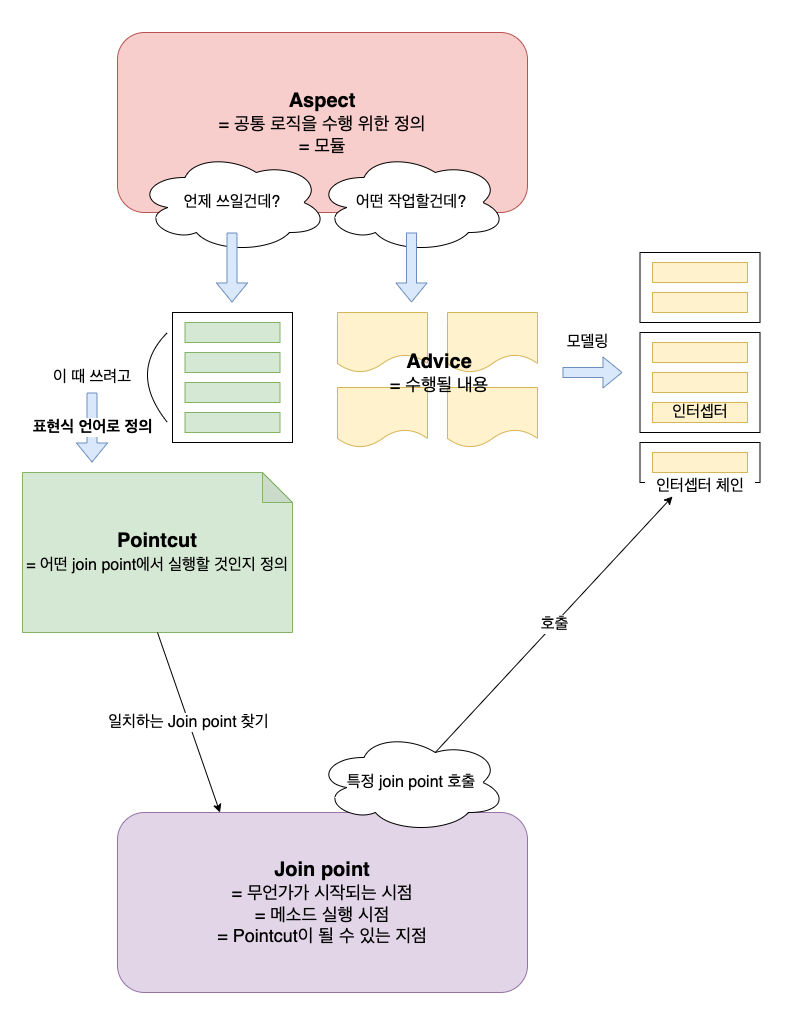 Aspect
= 공통 로직을 수행 위한 정의
= 모듈
언제 쓰일건데?
어떤 작업할건데?
이 때 쓰려고
표현식 언어로 정의
Advice
= 수행될 내용
모델링
인터셉터
인터셉터 체인
Pointcut
= 어떤 join point에서 실행할 것인지 정의
호출
일치하는 Join point 찾기
특정 join point 호출
Join point
= 무언가가 시작되는 시점
= 메소드 실행 시점
= Pointcut이 될 수 있는 지점